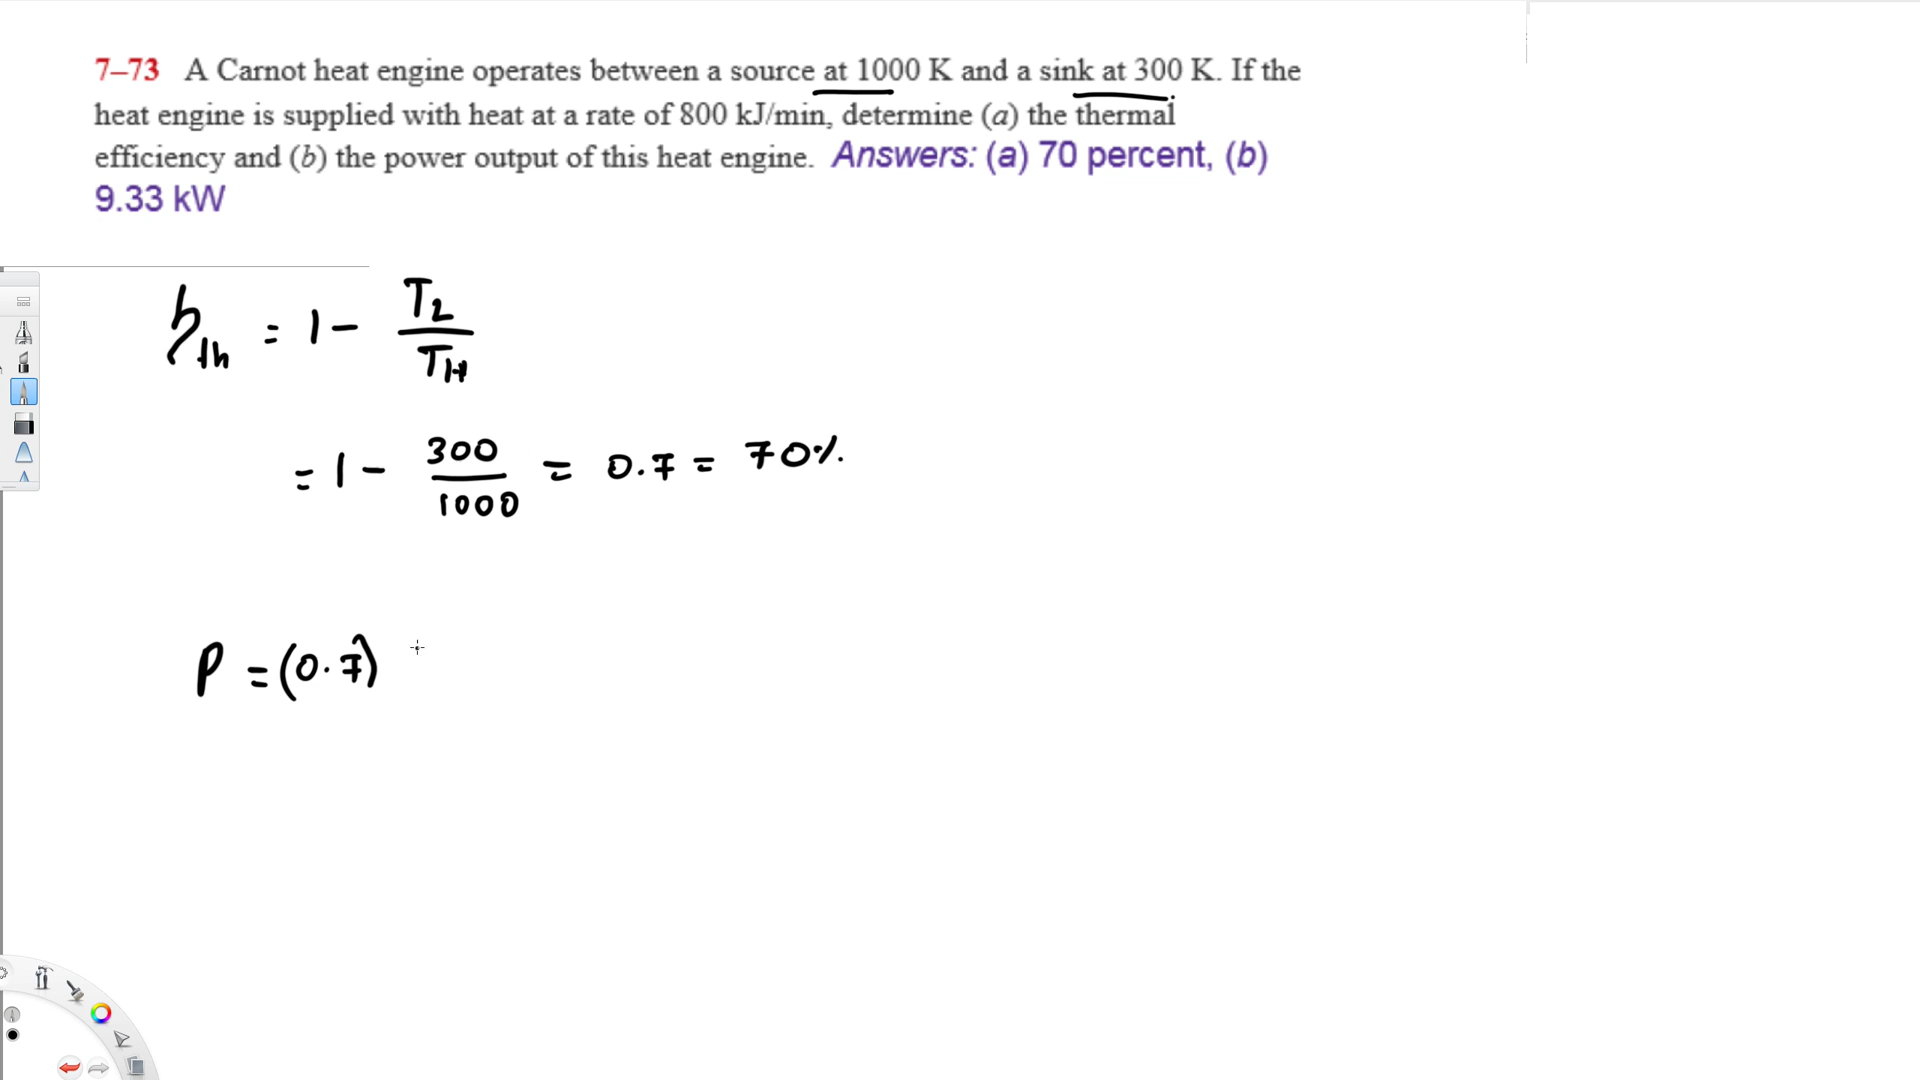 7–73 A Carnot heat engine operates between a source at 1000 K and a sink at 300 K. If the
heat engine is supplied with heat at a rate of 800 kJ/min, determine (a) the thermal
efficiency and (b) the power output of this heat engine. Answers: (a) 70 percent, (b)
9.33 kW
η_th = 1 - T_L / T_H
= 1 - 300 / 1000 = 0.7 = 70%.
P = (0.7)